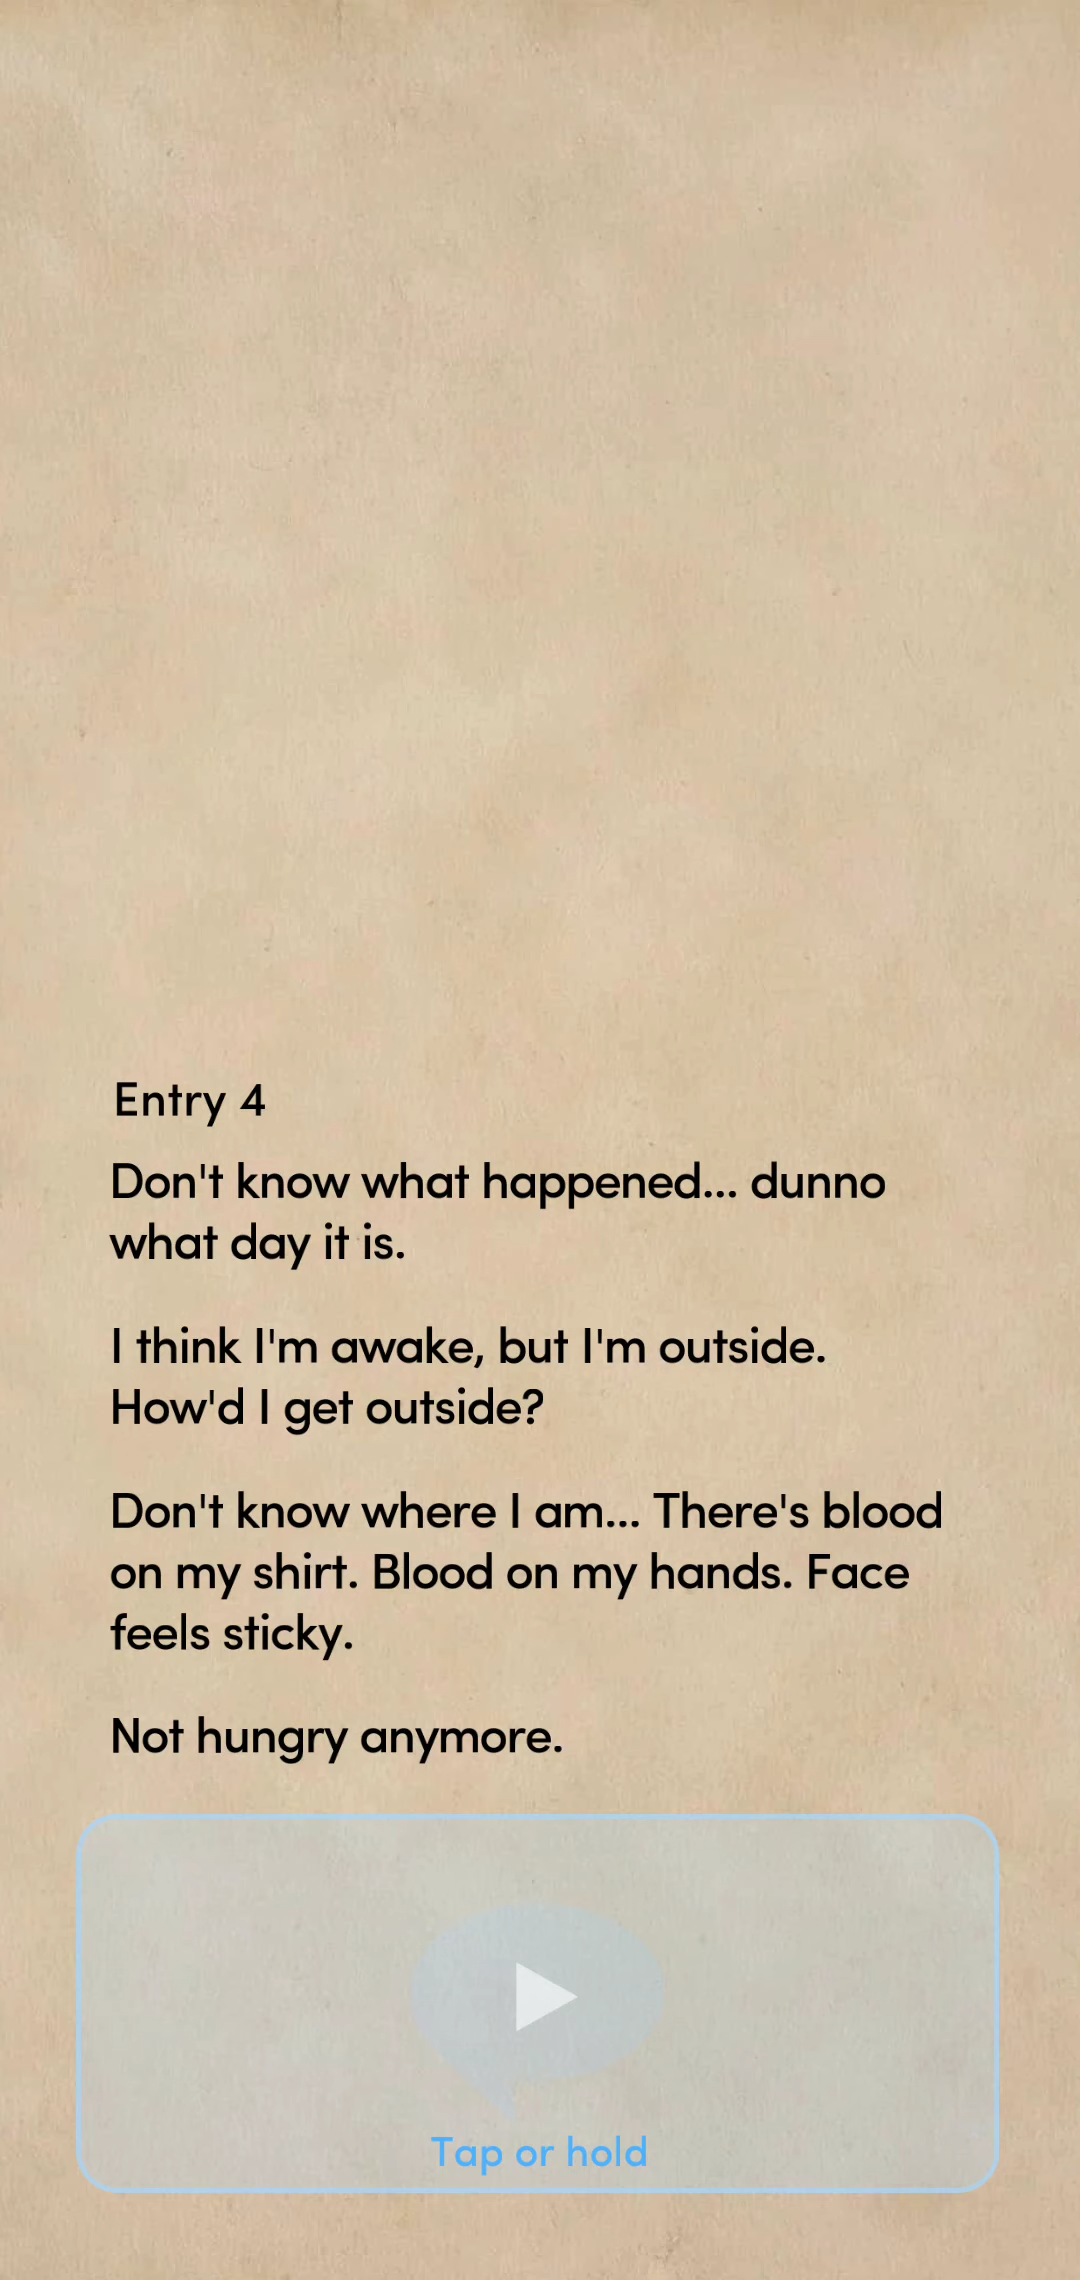 Entry 4
Don't know what happened... dunno
what day it is.
I think I'm awake, but I'm outside.
How'd I get outside?
Don't know where I am... There's blood
on my shirt. Blood on my hands. Face
feels sticky.
Not hungry anymore.
Tap or hold